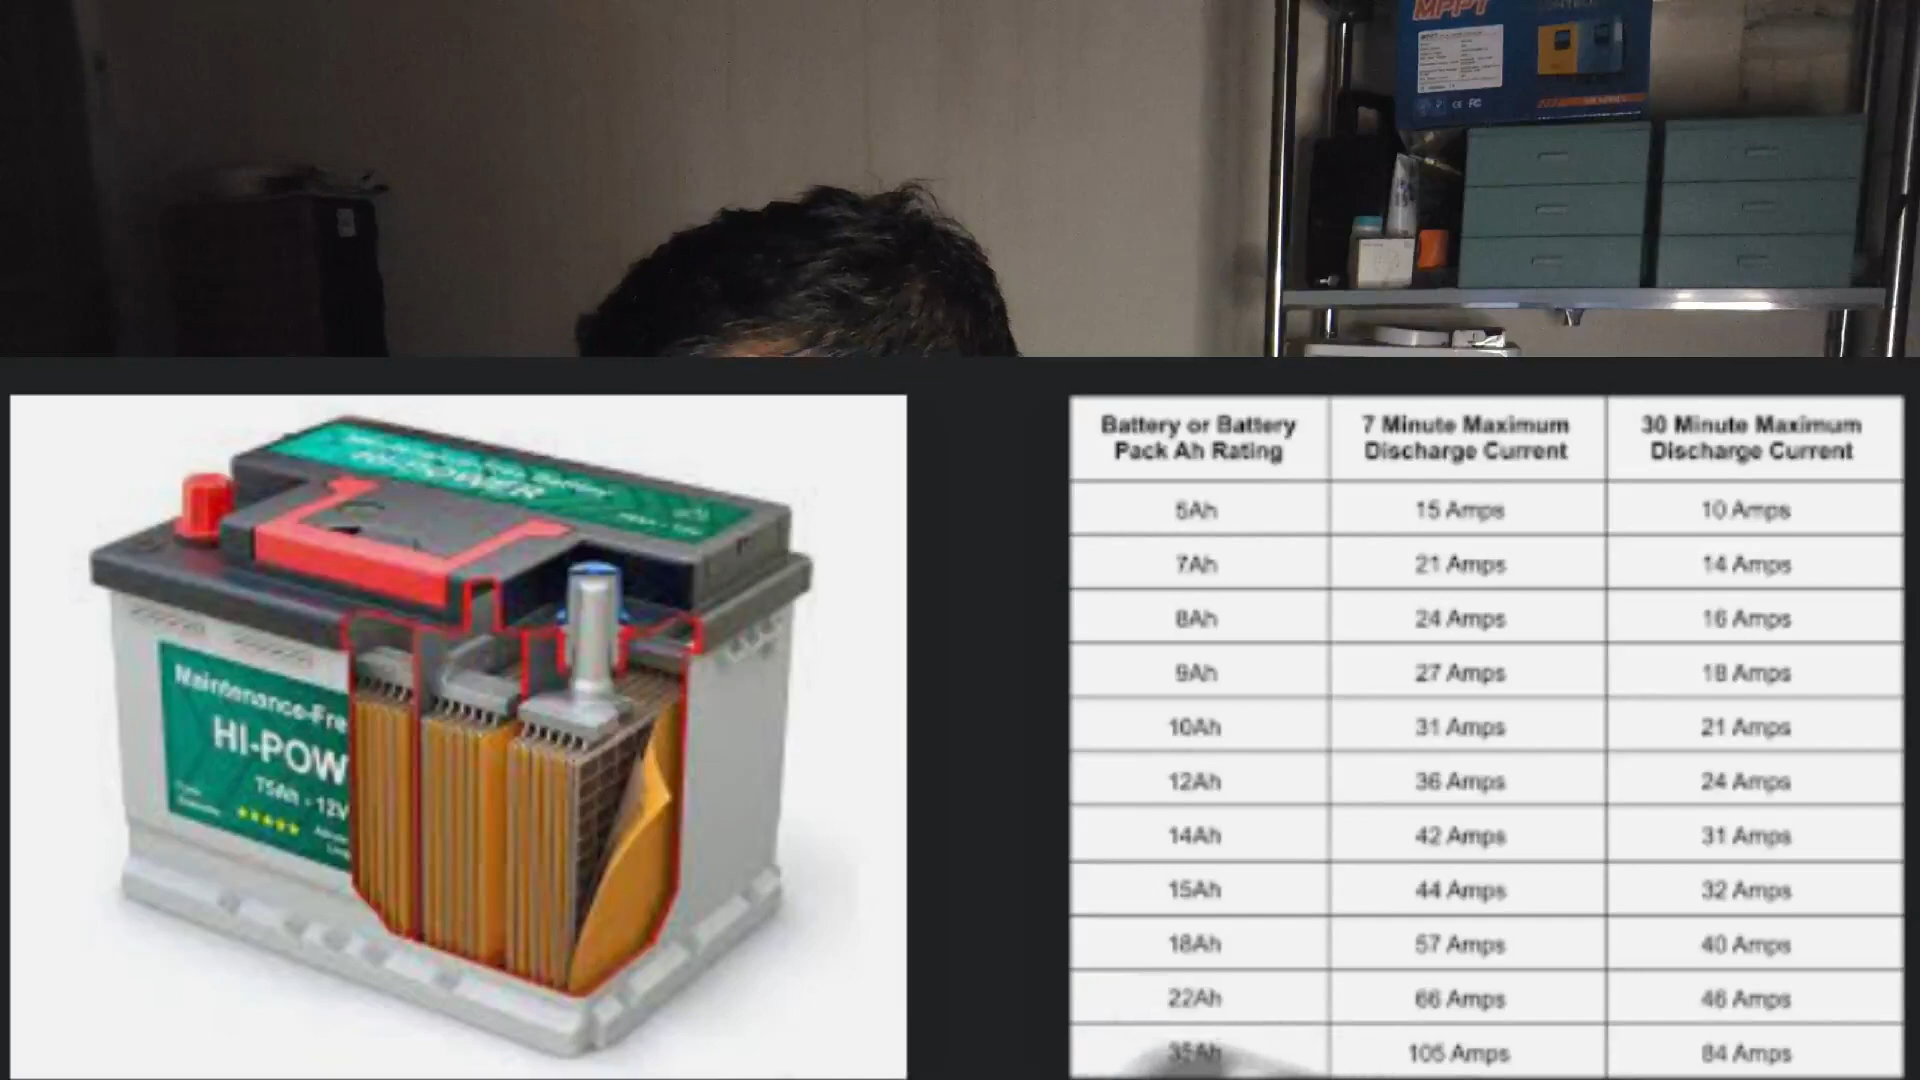 MPPT
CE FC
HI-POWER
Maintenance-Fre
HI-POW
75Ah - 12V
Battery or Battery Pack Ah Rating
7 Minute Maximum Discharge Current
30 Minute Maximum Discharge Current
5Ah 15 Amps 10 Amps
7Ah 21 Amps 14 Amps
8Ah 24 Amps 16 Amps
9Ah 27 Amps 18 Amps
10Ah 31 Amps 21 Amps
12Ah 36 Amps 24 Amps
14Ah 42 Amps 31 Amps
15Ah 44 Amps 32 Amps
18Ah 57 Amps 40 Amps
22Ah 66 Amps 46 Amps
35Ah 105 Amps 84 Amps